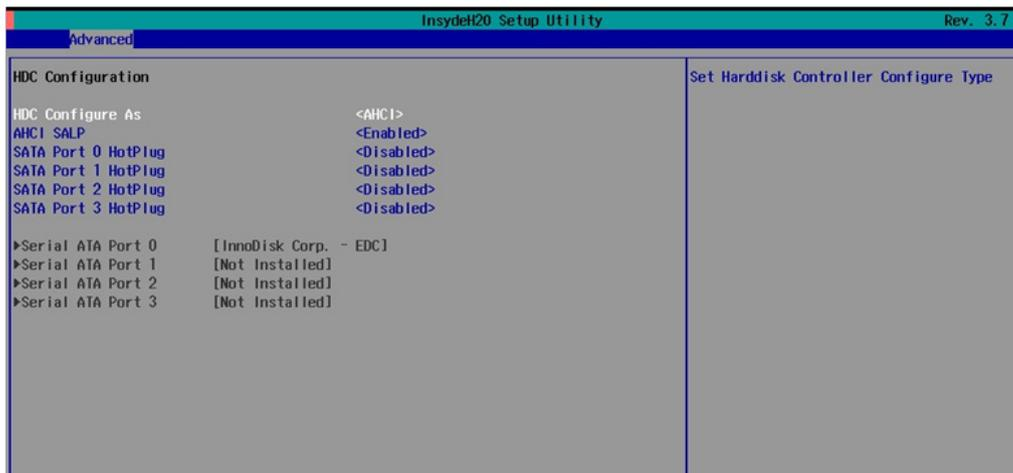 InsydeH20 Setup Utility Rev. 3.7
Advanced
HDC Configuration
Set Harddisk Controller Configure Type
HDC Configure As <AHCI>
AHCI SALP <Enabled>
SATA Port 0 HotPlug <Disabled>
SATA Port 1 HotPlug <Disabled>
SATA Port 2 HotPlug <Disabled>
SATA Port 3 HotPlug <Disabled>
▶Serial ATA Port 0 [InnoDisk Corp. - EDC]
▶Serial ATA Port 1 [Not Installed]
▶Serial ATA Port 2 [Not Installed]
▶Serial ATA Port 3 [Not Installed]